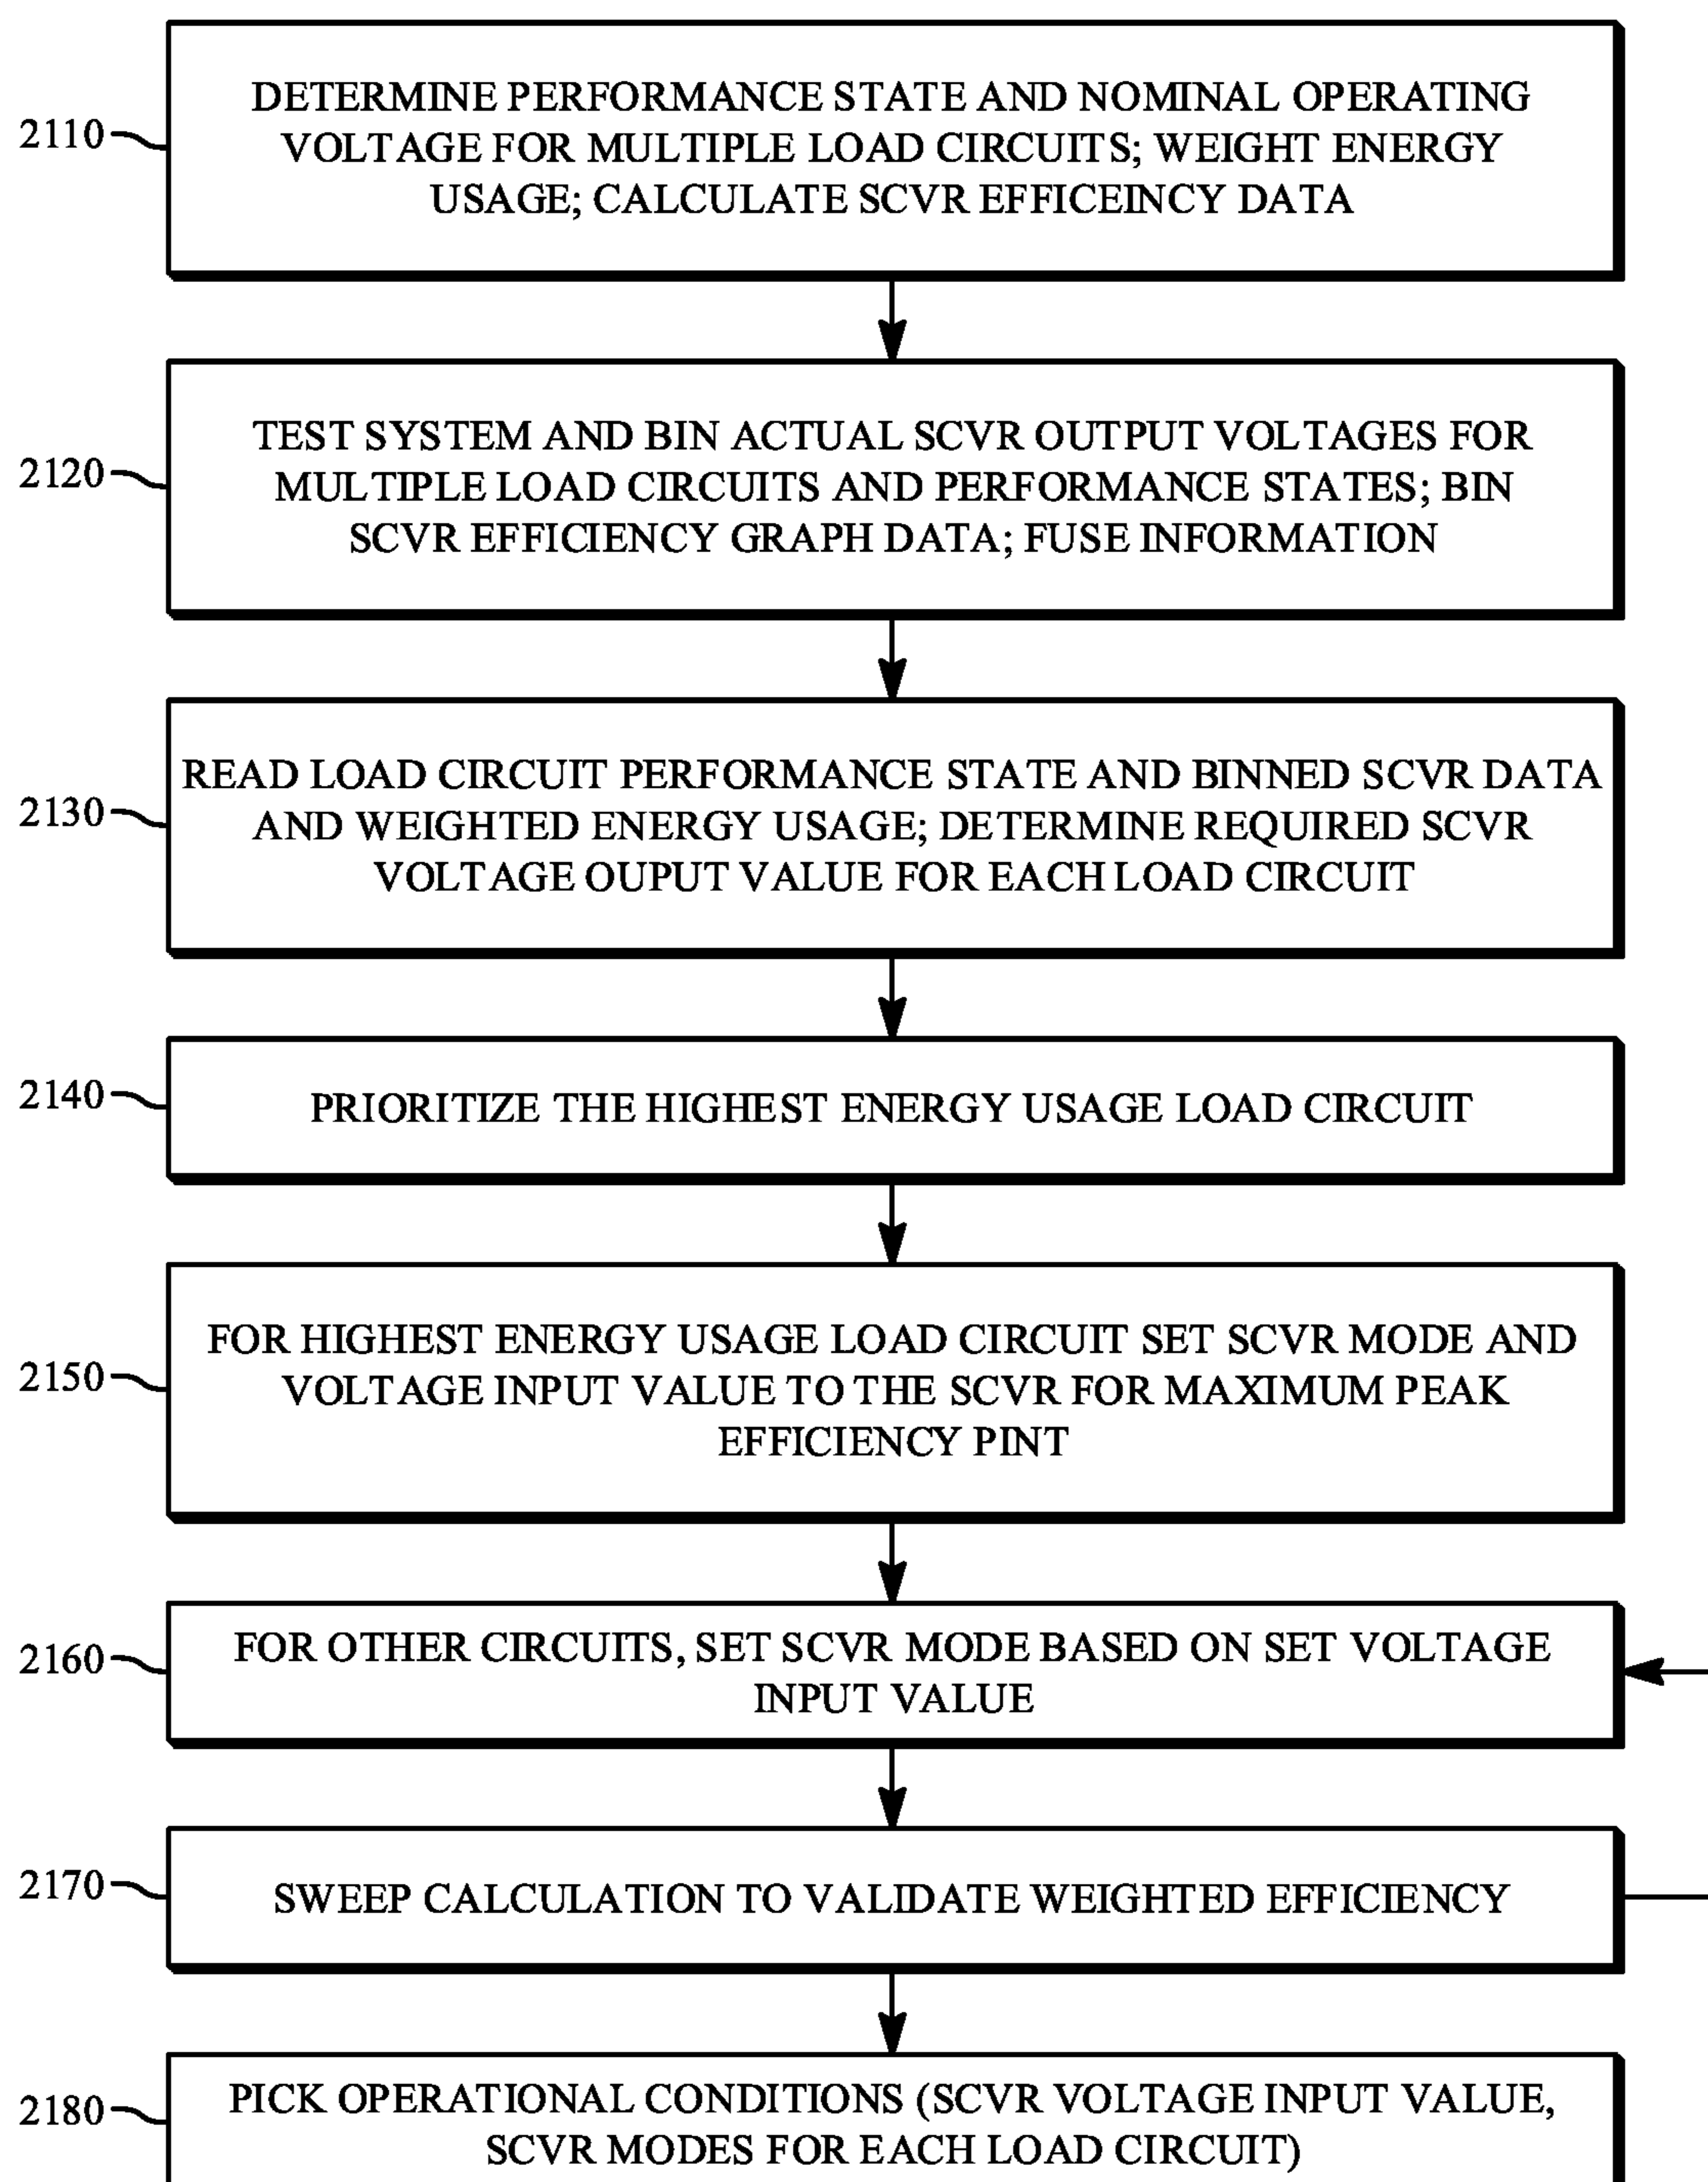 2110
DETERMINE PERFORMANCE STATE AND NOMINAL OPERATING
VOLTAGE FOR MULTIPLE LOAD CIRCUITS; WEIGHT ENERGY
USAGE; CALCULATE SCVR EFFICEINCY DATA
2120
TEST SYSTEM AND BIN ACTUAL SCVR OUTPUT VOLTAGES FOR
MULTIPLE LOAD CIRCUITS AND PERFORMANCE STATES; BIN
SCVR EFFICIENCY GRAPH DATA; FUSE INFORMATION
2130
READ LOAD CIRCUIT PERFORMANCE STATE AND BINNED SCVR DATA
AND WEIGHTED ENERGY USAGE; DETERMINE REQUIRED SCVR
VOLTAGE OUPUT VALUE FOR EACH LOAD CIRCUIT
2140
PRIORITIZE THE HIGHEST ENERGY USAGE LOAD CIRCUIT
2150
FOR HIGHEST ENERGY USAGE LOAD CIRCUIT SET SCVR MODE AND
VOLTAGE INPUT VALUE TO THE SCVR FOR MAXIMUM PEAK
EFFICIENCY PINT
2160
FOR OTHER CIRCUITS, SET SCVR MODE BASED ON SET VOLTAGE
INPUT VALUE
2170
SWEEP CALCULATION TO VALIDATE WEIGHTED EFFICIENCY
2180
PICK OPERATIONAL CONDITIONS (SCVR VOLTAGE INPUT VALUE,
SCVR MODES FOR EACH LOAD CIRCUIT)